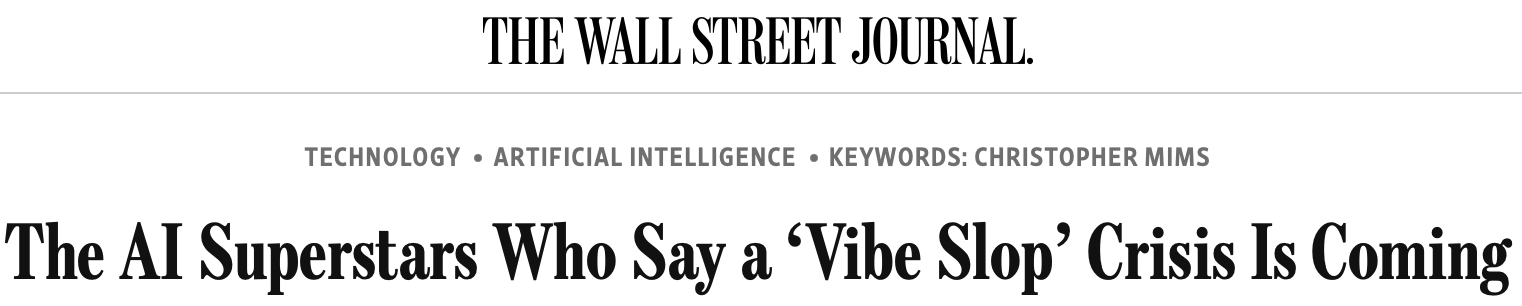 THE WALL STREET JOURNAL.
TECHNOLOGY • ARTIFICIAL INTELLIGENCE • KEYWORDS: CHRISTOPHER MIMS
The AI Superstars Who Say a ‘Vibe Slop’ Crisis Is Coming